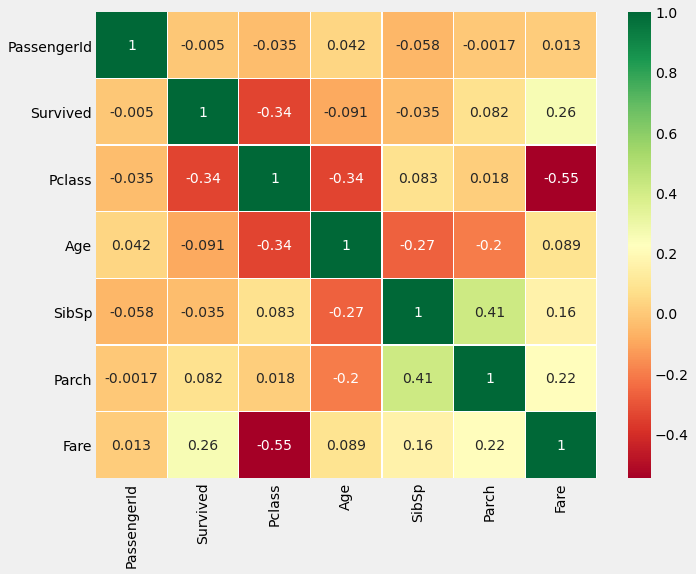 PassengerId 1 -0.005 -0.035 0.042 -0.058 -0.0017 0.013
Survived -0.005 1 -0.34 -0.091 -0.035 0.082 0.26
Pclass -0.035 -0.34 1 -0.34 0.083 0.018 -0.55
Age 0.042 -0.091 -0.34 1 -0.27 -0.2 0.089
SibSp -0.058 -0.035 0.083 -0.27 1 0.41 0.16
Parch -0.0017 0.082 0.018 -0.2 0.41 1 0.22
Fare 0.013 0.26 -0.55 0.089 0.16 0.22 1
PassengerId Survived Pclass Age SibSp Parch Fare
1.0
0.8
0.6
0.4
0.2
0.0
−0.2
−0.4